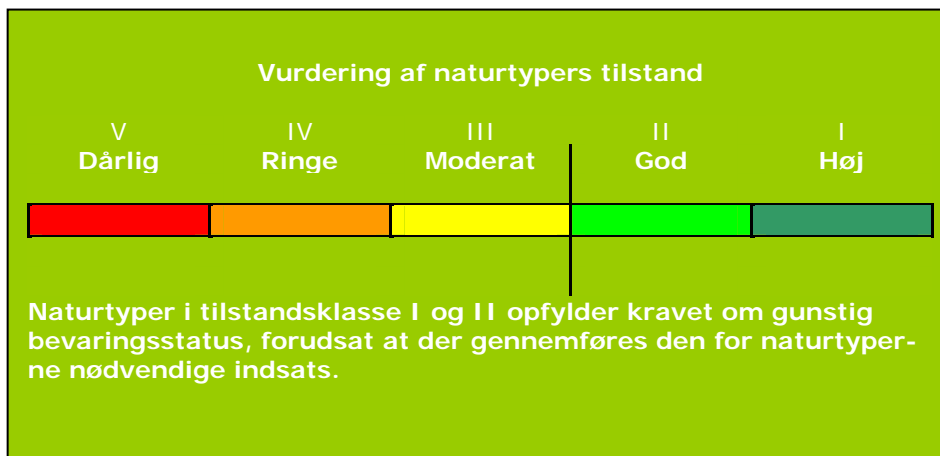 Vurdering af naturtypers tilstand
V IV III II I
Dårlig Ringe Moderat God Høj
Naturtyper i tilstandsklasse I og II opfylder kravet om gunstig
bevaringsstatus, forudsat at der gennemføres den for naturtyper-
ne nødvendige indsats.